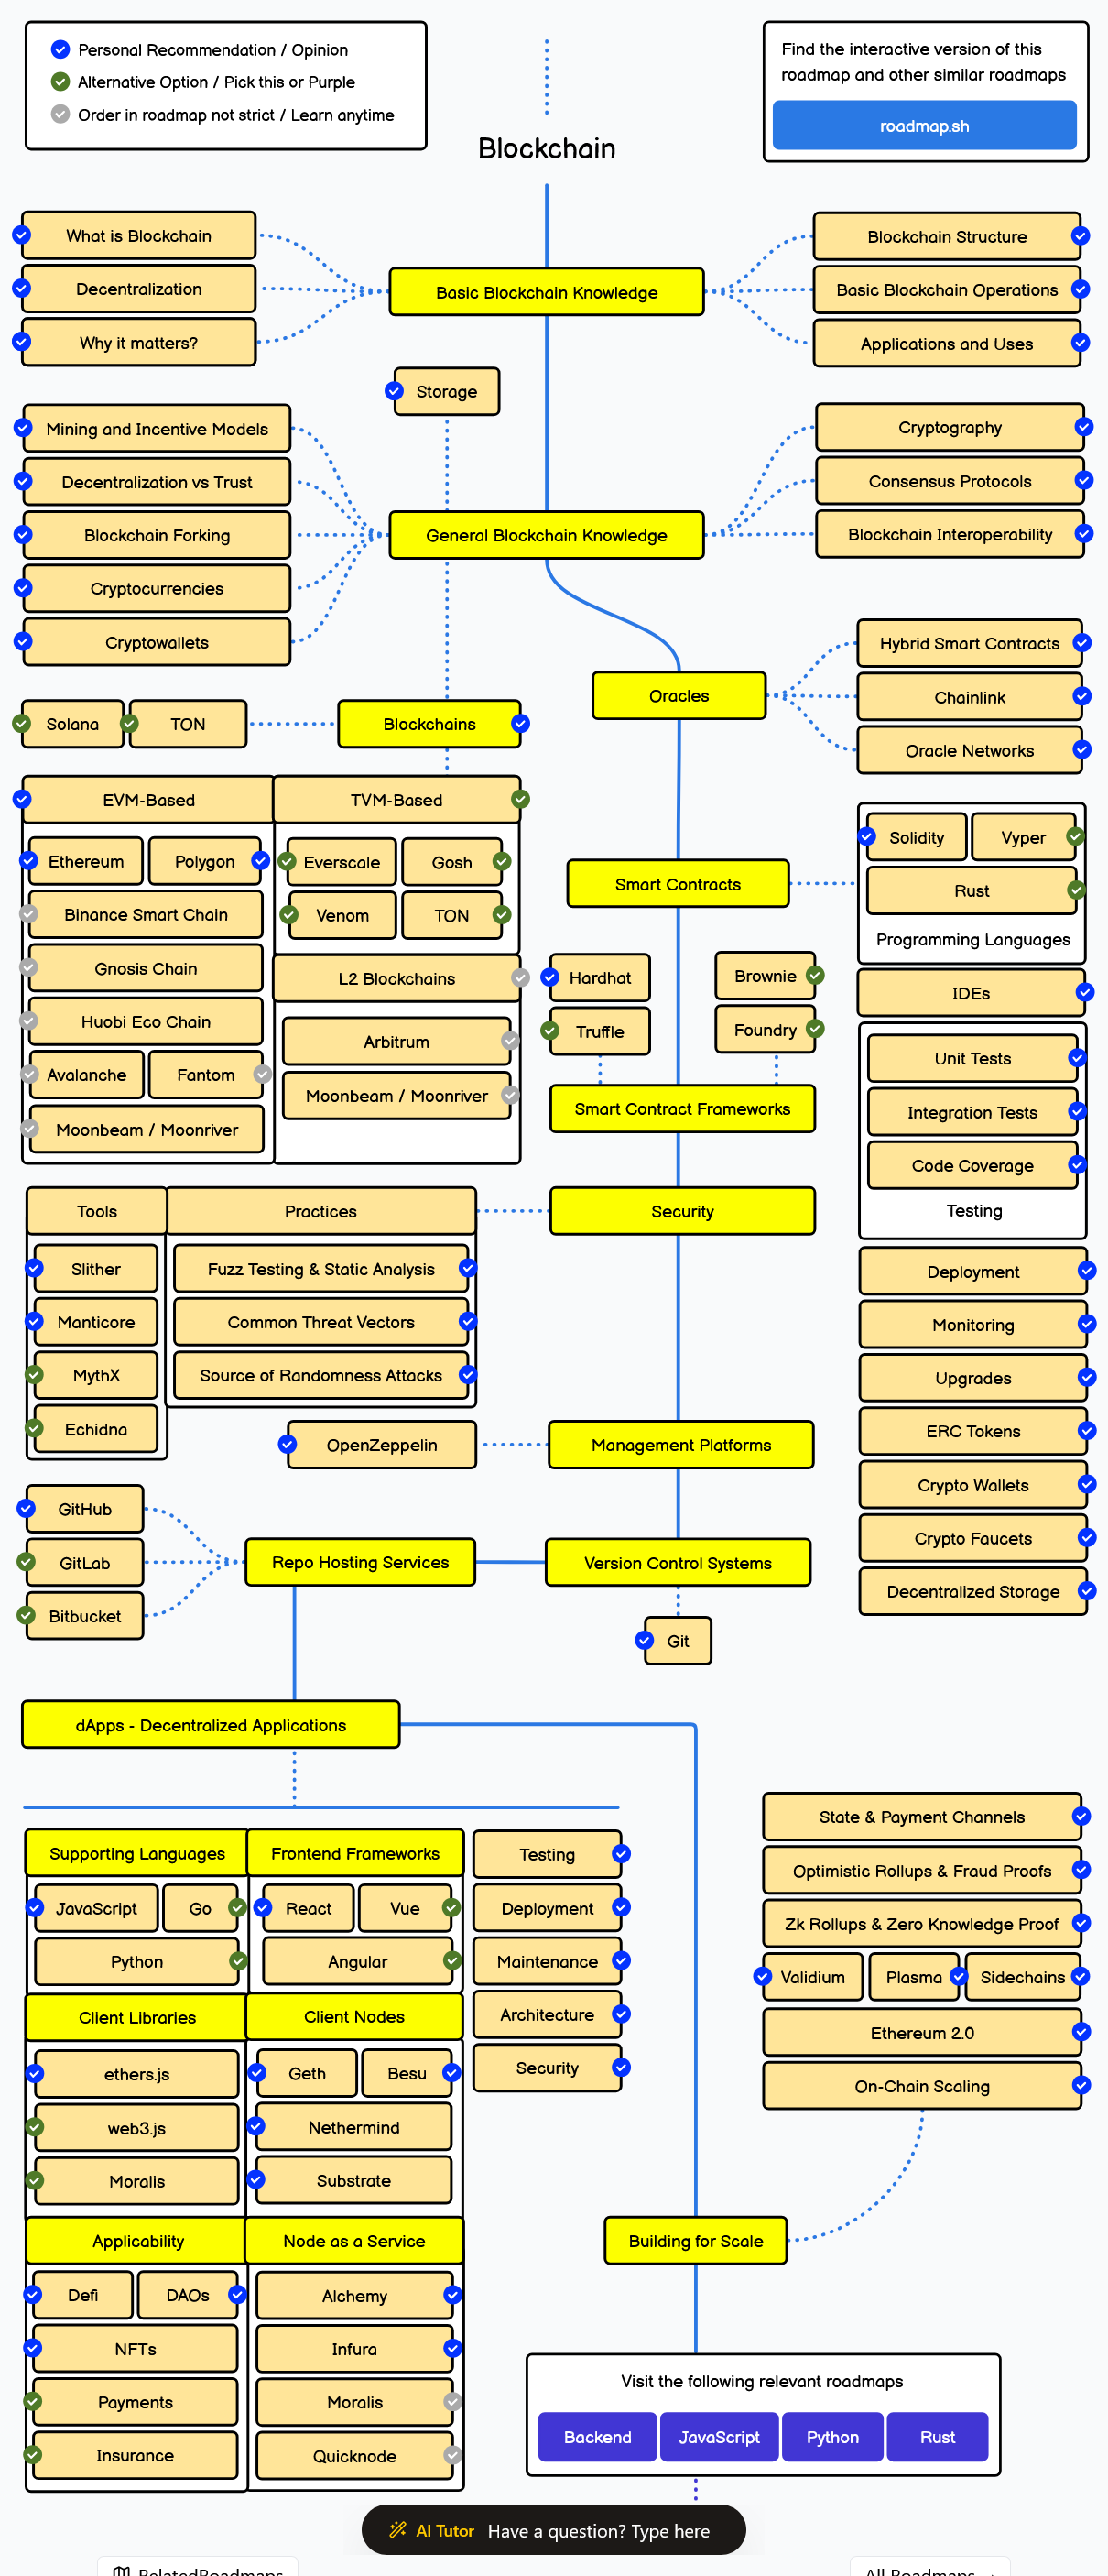 Personal Recommendation / Opinion
Alternative Option / Pick this or Purple
Order in roadmap not strict / Learn anytime
Find the interactive version of this
roadmap and other similar roadmaps
roadmap.sh
Blockchain
What is Blockchain
Decentralization
Why it matters?
Basic Blockchain Knowledge
Blockchain Structure
Basic Blockchain Operations
Applications and Uses
Storage
Mining and Incentive Models
Decentralization vs Trust
Blockchain Forking
Cryptocurrencies
Cryptowallets
General Blockchain Knowledge
Cryptography
Consensus Protocols
Blockchain Interoperability
Oracles
Hybrid Smart Contracts
Chainlink
Oracle Networks
Solana
TON
Blockchains
EVM-Based
Ethereum
Polygon
Binance Smart Chain
Gnosis Chain
Huobi Eco Chain
Avalanche
Fantom
Moonbeam / Moonriver
TVM-Based
Everscale
Gosh
Venom
TON
L2 Blockchains
Arbitrum
Moonbeam / Moonriver
Smart Contracts
Solidity
Vyper
Rust
Programming Languages
IDEs
Unit Tests
Integration Tests
Code Coverage
Testing
Deployment
Monitoring
Upgrades
ERC Tokens
Crypto Wallets
Crypto Faucets
Decentralized Storage
Hardhat
Truffle
Brownie
Foundry
Smart Contract Frameworks
Security
Tools
Slither
Manticore
MythX
Echidna
Practices
Fuzz Testing & Static Analysis
Common Threat Vectors
Source of Randomness Attacks
OpenZeppelin
Management Platforms
GitHub
GitLab
Bitbucket
Repo Hosting Services
Version Control Systems
Git
dApps - Decentralized Applications
Supporting Languages
JavaScript
Go
Python
Frontend Frameworks
React
Vue
Angular
Client Libraries
ethers.js
web3.js
Moralis
Client Nodes
Geth
Besu
Nethermind
Substrate
Applicability
Defi
DAOs
NFTs
Payments
Insurance
Node as a Service
Alchemy
Infura
Moralis
Quicknode
Testing
Deployment
Maintenance
Architecture
Security
State & Payment Channels
Optimistic Rollups & Fraud Proofs
Zk Rollups & Zero Knowledge Proof
Validium
Plasma
Sidechains
Ethereum 2.0
On-Chain Scaling
Building for Scale
Visit the following relevant roadmaps
Backend
JavaScript
Python
Rust
AI Tutor Have a question? Type here
RelatedRoadmaps
All Roadmaps